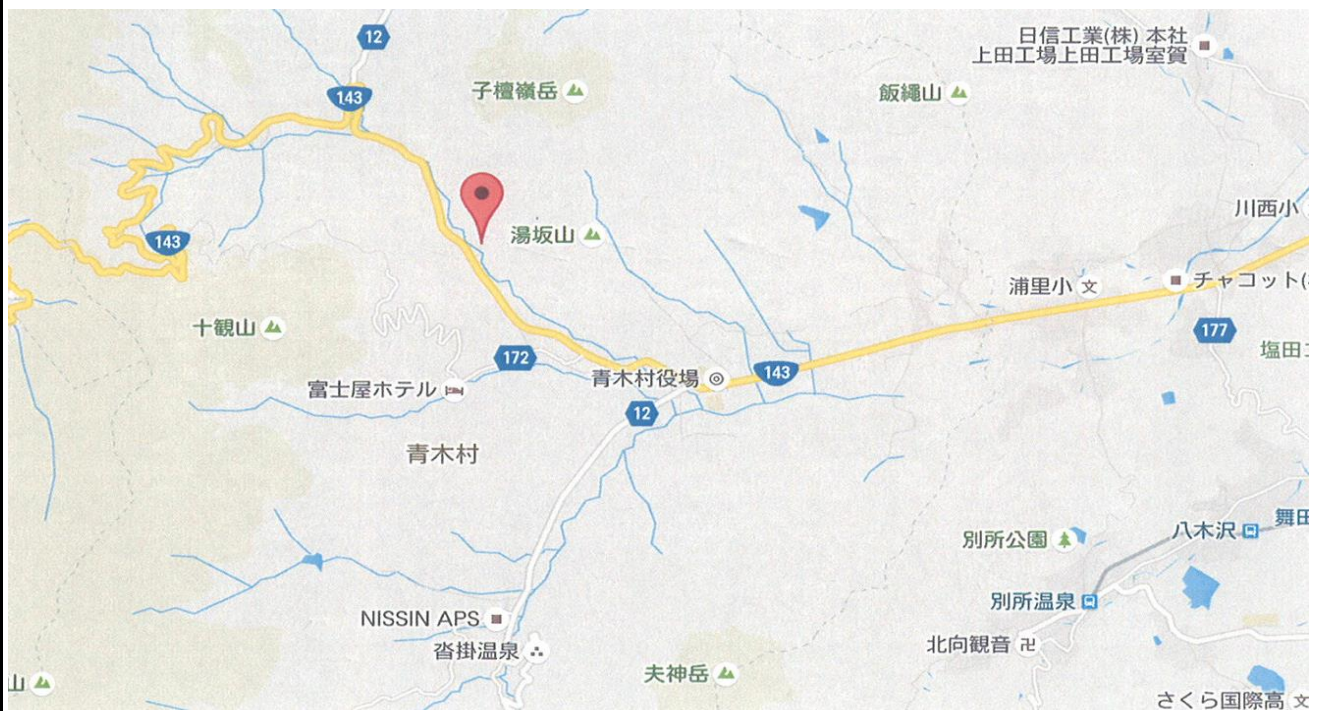 12
日信工業(株) 本社
上田工場上田工場室賀
143
子檀嶺岳
飯縄山
川西小
湯坂山
143
浦里小
文
チャコット(
十観山
177
172
塩田
143
青木村役場
富士屋ホテル
12
青木村
舞田
八木沢
別所公園
別所温泉
NISSIN APS
北向観音
卍
沓掛温泉
夫神岳
山
さくら国際高
文